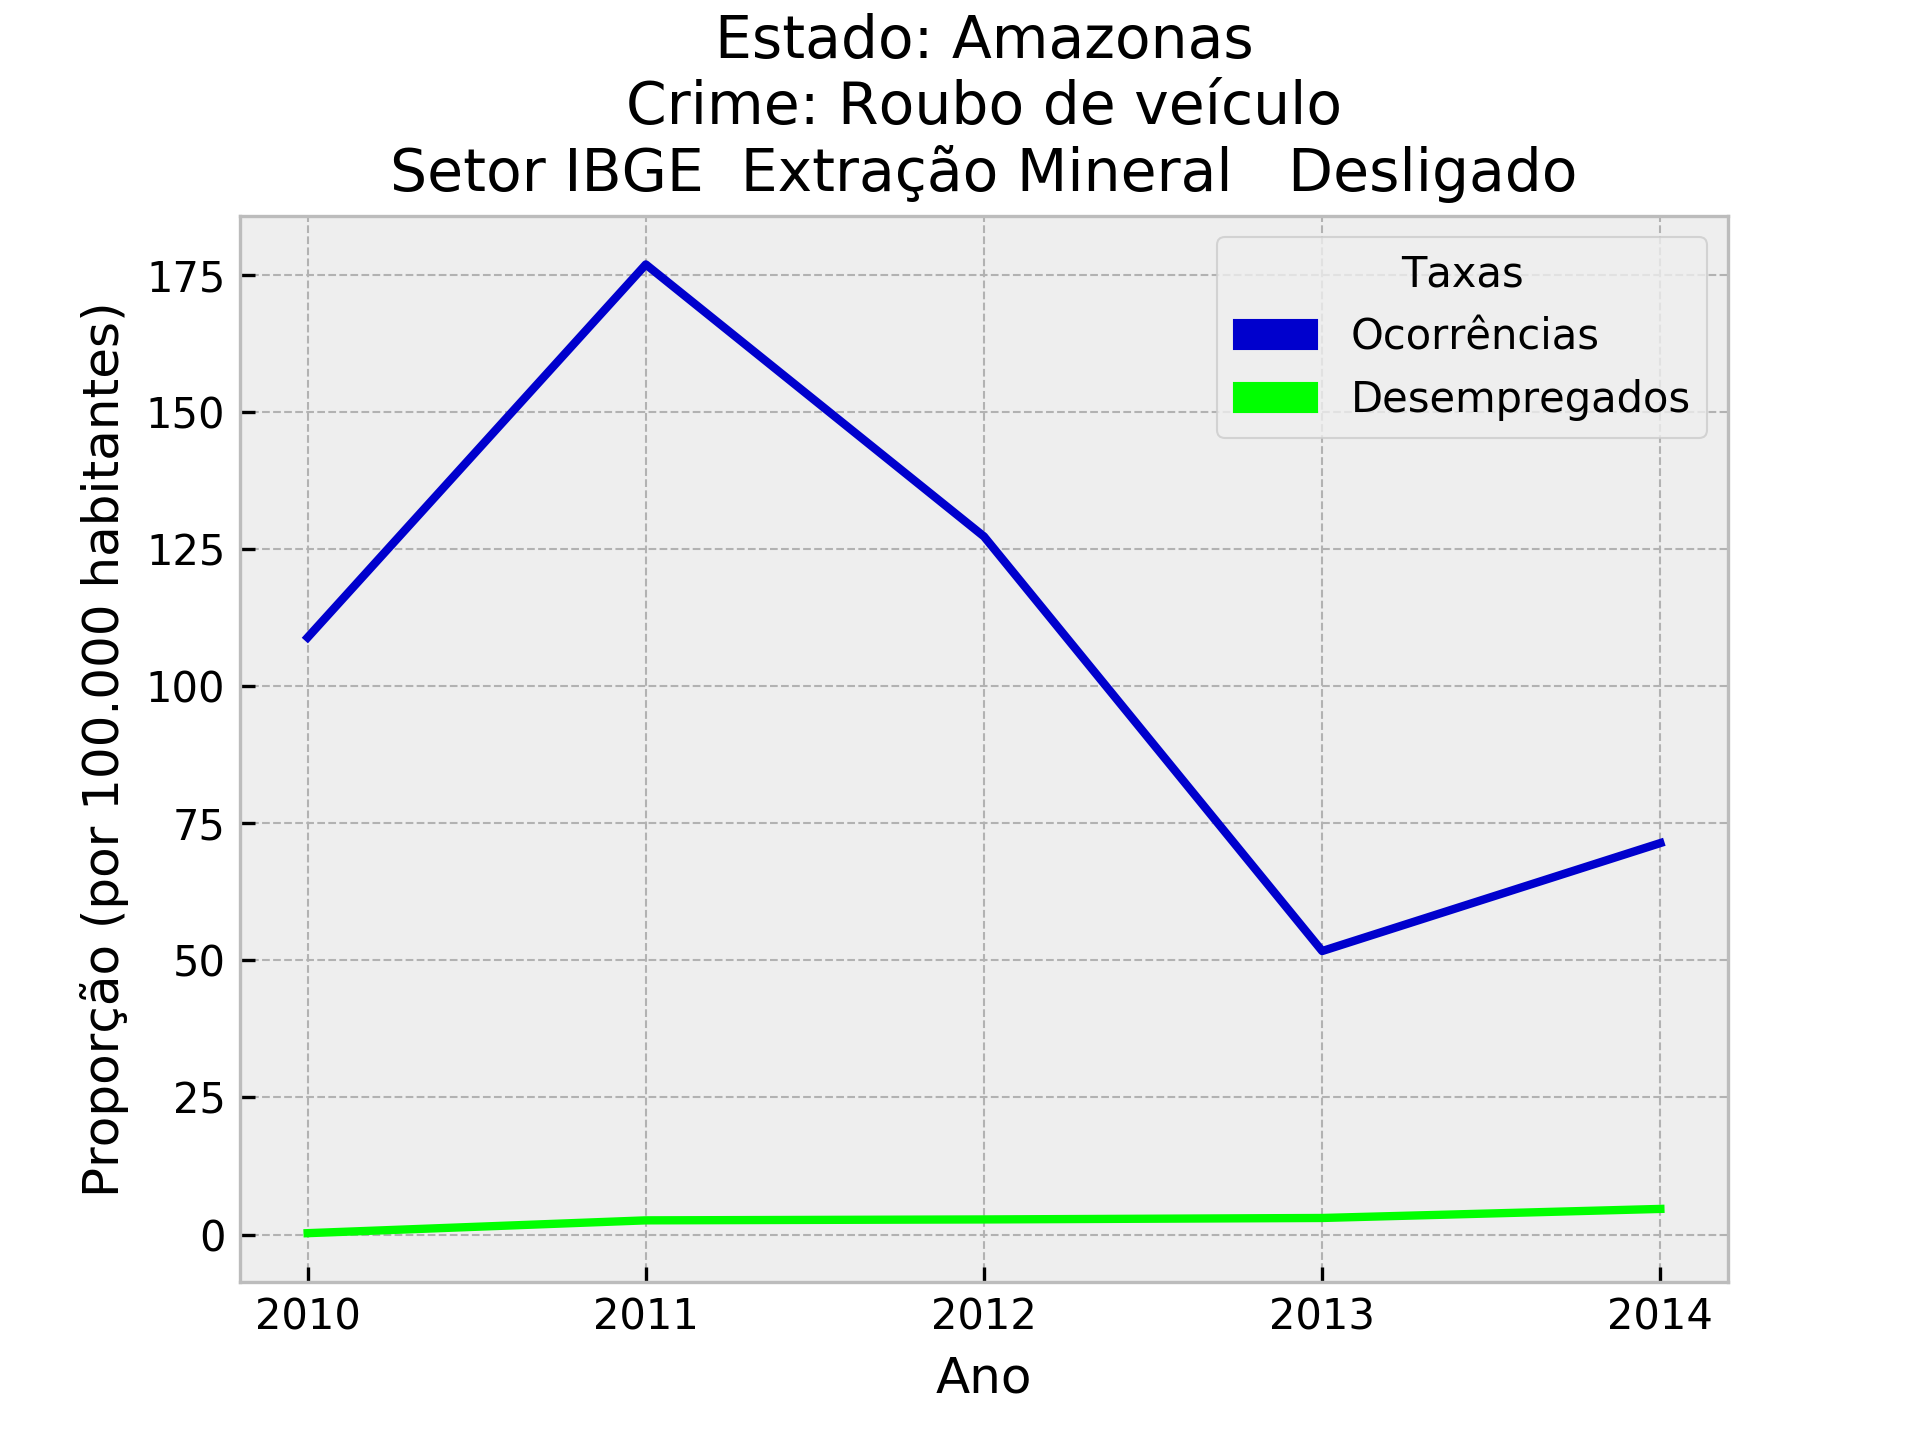 Estado: Amazonas
Crime: Roubo de veículo
Setor IBGE  Extração Mineral   Desligado
Proporção (por 100.000 habitantes)
175
150
125
100
75
50
25
0
Taxas
Ocorrências
Desempregados
2010
2011
2012
2013
2014
Ano